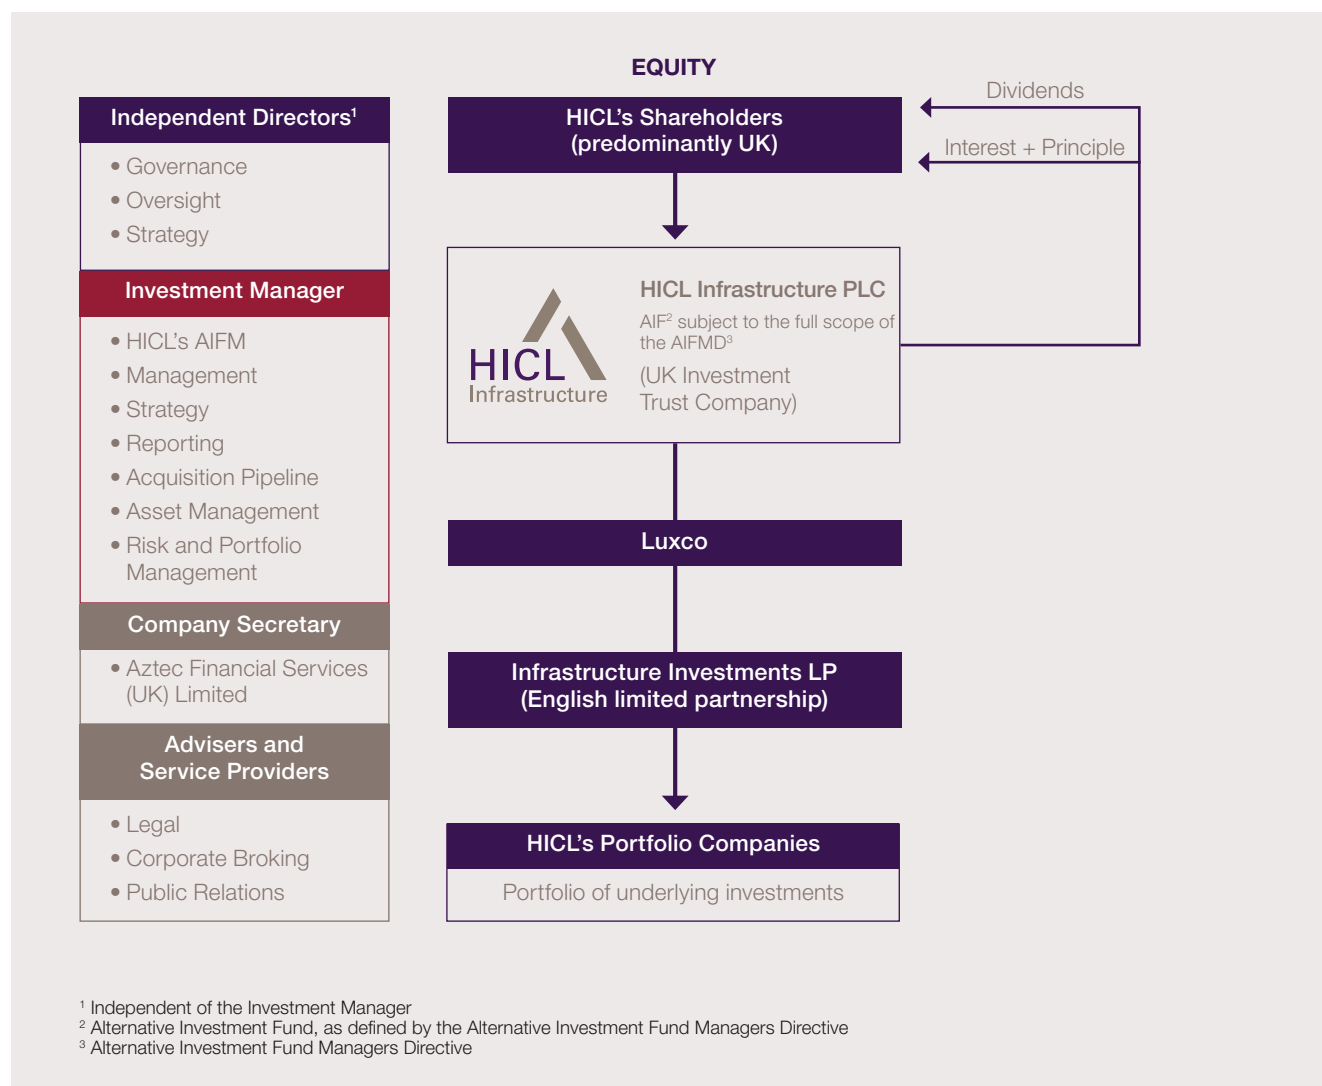 EQUITY
Independent Directors¹
• Governance
• Oversight
• Strategy
Investment Manager
• HICL's AIFM
• Management
• Strategy
• Reporting
• Acquisition Pipeline
• Asset Management
• Risk and Portfolio
Management
Company Secretary
• Aztec Financial Services
(UK) Limited
Advisers and
Service Providers
• Legal
• Corporate Broking
• Public Relations
HICL's Shareholders
(predominantly UK)
Dividends
Interest + Principle
HICL
Infrastructure
HICL Infrastructure PLC
AIF² subject to the full scope of
the AIFMD³
(UK Investment
Trust Company)
Luxco
Infrastructure Investments LP
(English limited partnership)
HICL's Portfolio Companies
Portfolio of underlying investments
¹ Independent of the Investment Manager
² Alternative Investment Fund, as defined by the Alternative Investment Fund Managers Directive
³ Alternative Investment Fund Managers Directive